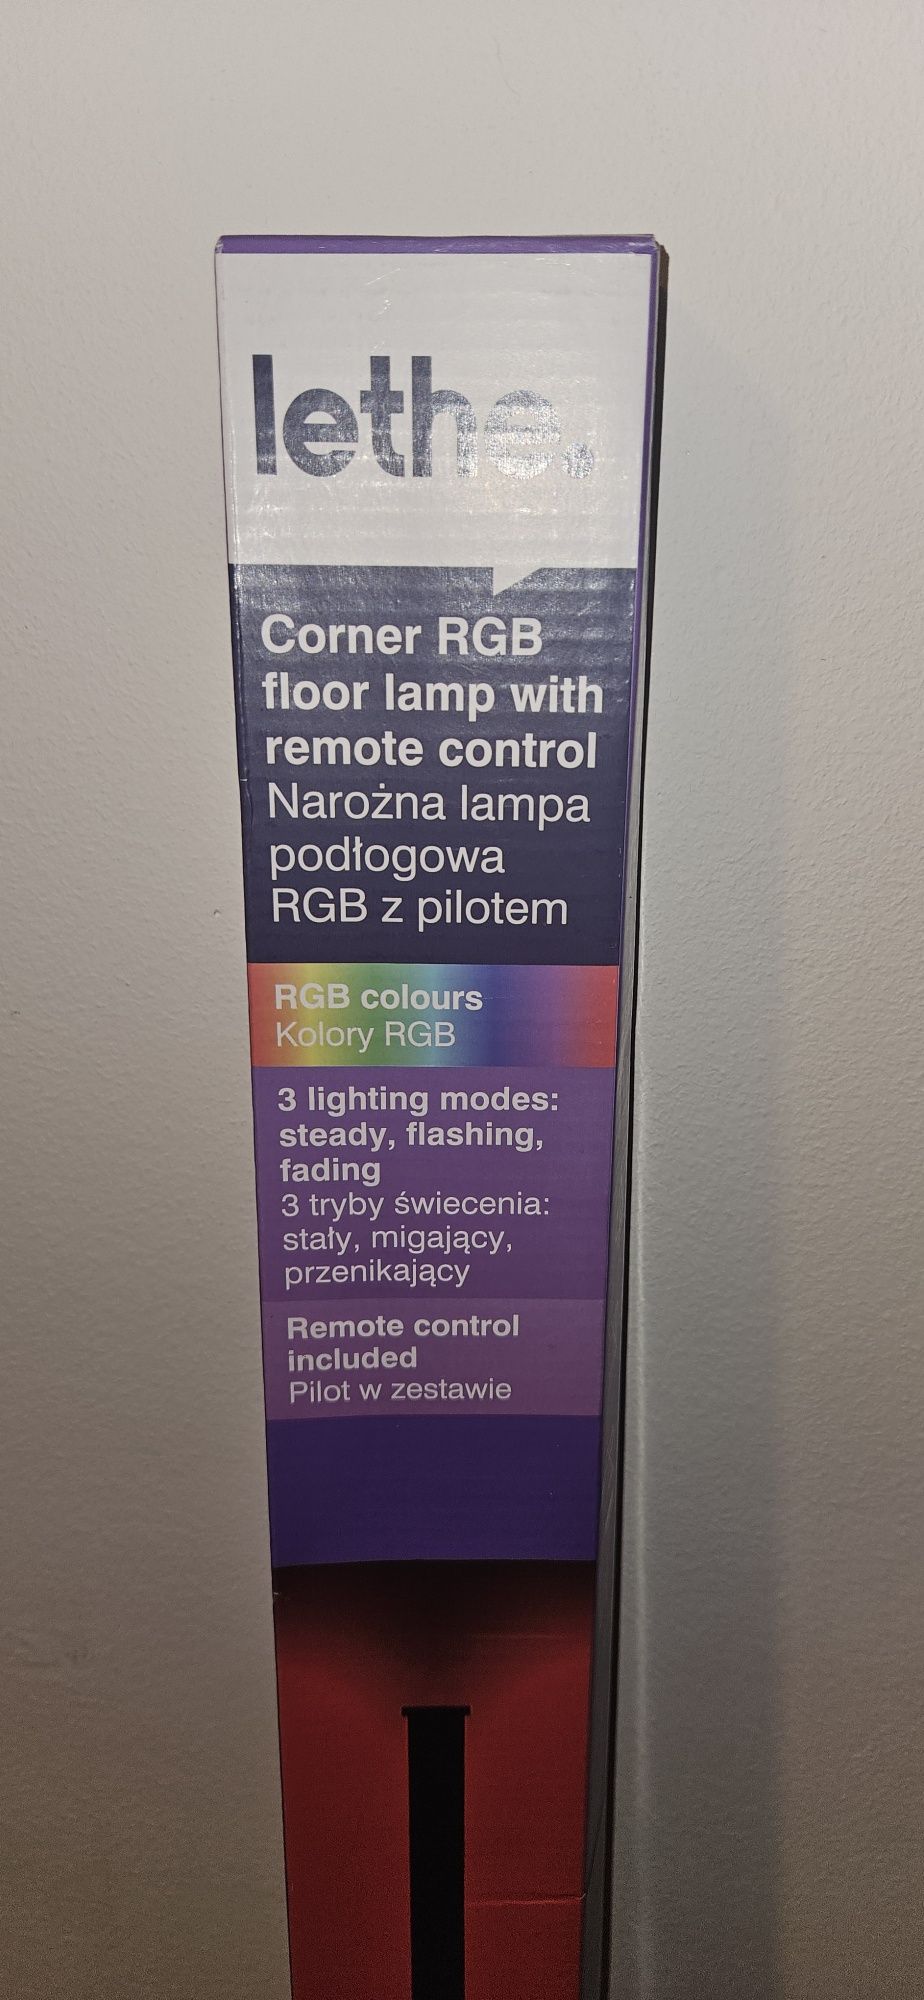 lethe.
Corner RGB
floor lamp with
remote control
Narożna lampa
podłogowa
RGB z pilotem
RGB colours
Kolory RGB
3 lighting modes:
steady, flashing,
fading
3 tryby świecenia:
stały, migający,
przenikający
Remote control
included
Pilot w zestawie